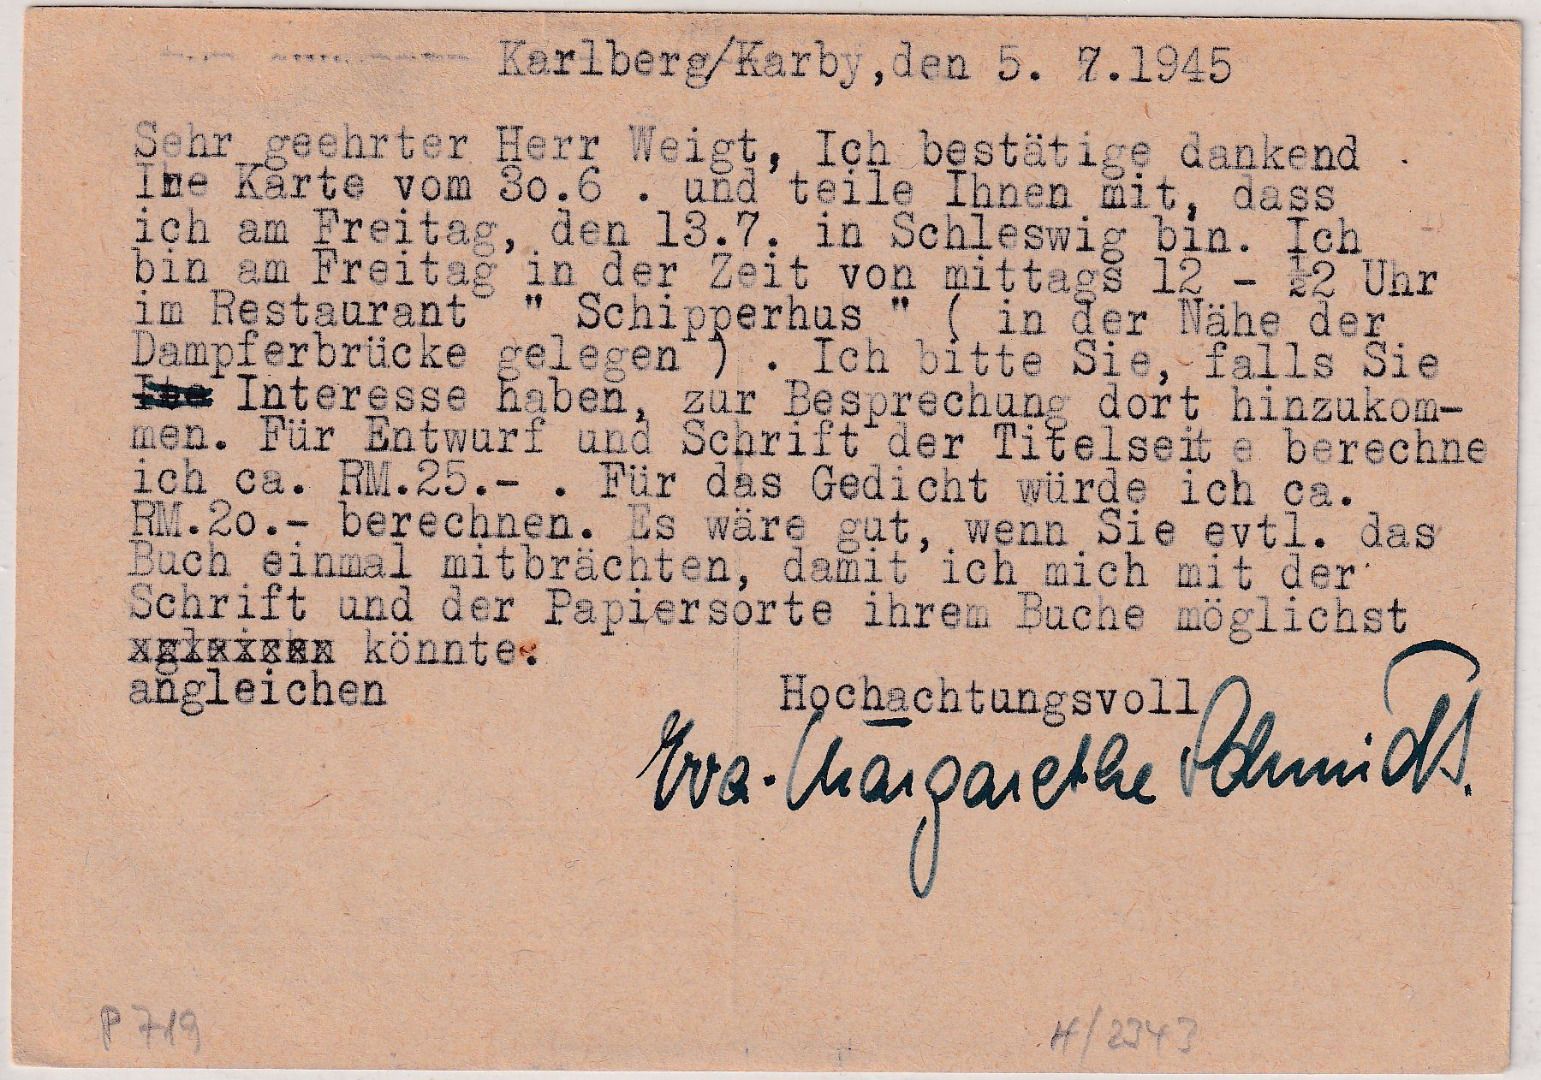 Karlberg/Karby, den 5. 7.1945
Sehr geehrter Herr Weigt, Ich bestätige dankend
Ihe Karte vom 3o.6 . und teile Ihnen mit, dass
ich am Freitag, den 13.7. in Schleswig bin. Ich
bin am Freitag in der Zeit von mittags 12 - ½2 Uhr
im Restaurant " Schipperhus " ( in der Nähe der
Dampferbrücke gelegen ) . Ich bitte Sie, falls Sie
Interesse haben, zur Besprechung dort hinzukom-
men. Für Entwurf und Schrift der Titelseit e berechne
ich ca. RM.25.- . Für das Gedicht würde ich ca.
RM.2o.- berechnen. Es wäre gut, wenn Sie evtl. das
Buch einmal mitbrächten, damit ich mich mit der
Schrift und der Papiersorte ihrem Buche möglichst
könnte.
angleichen Hochachtungsvoll
Eva-Margarethe Schmidt.
P 719 H/2343